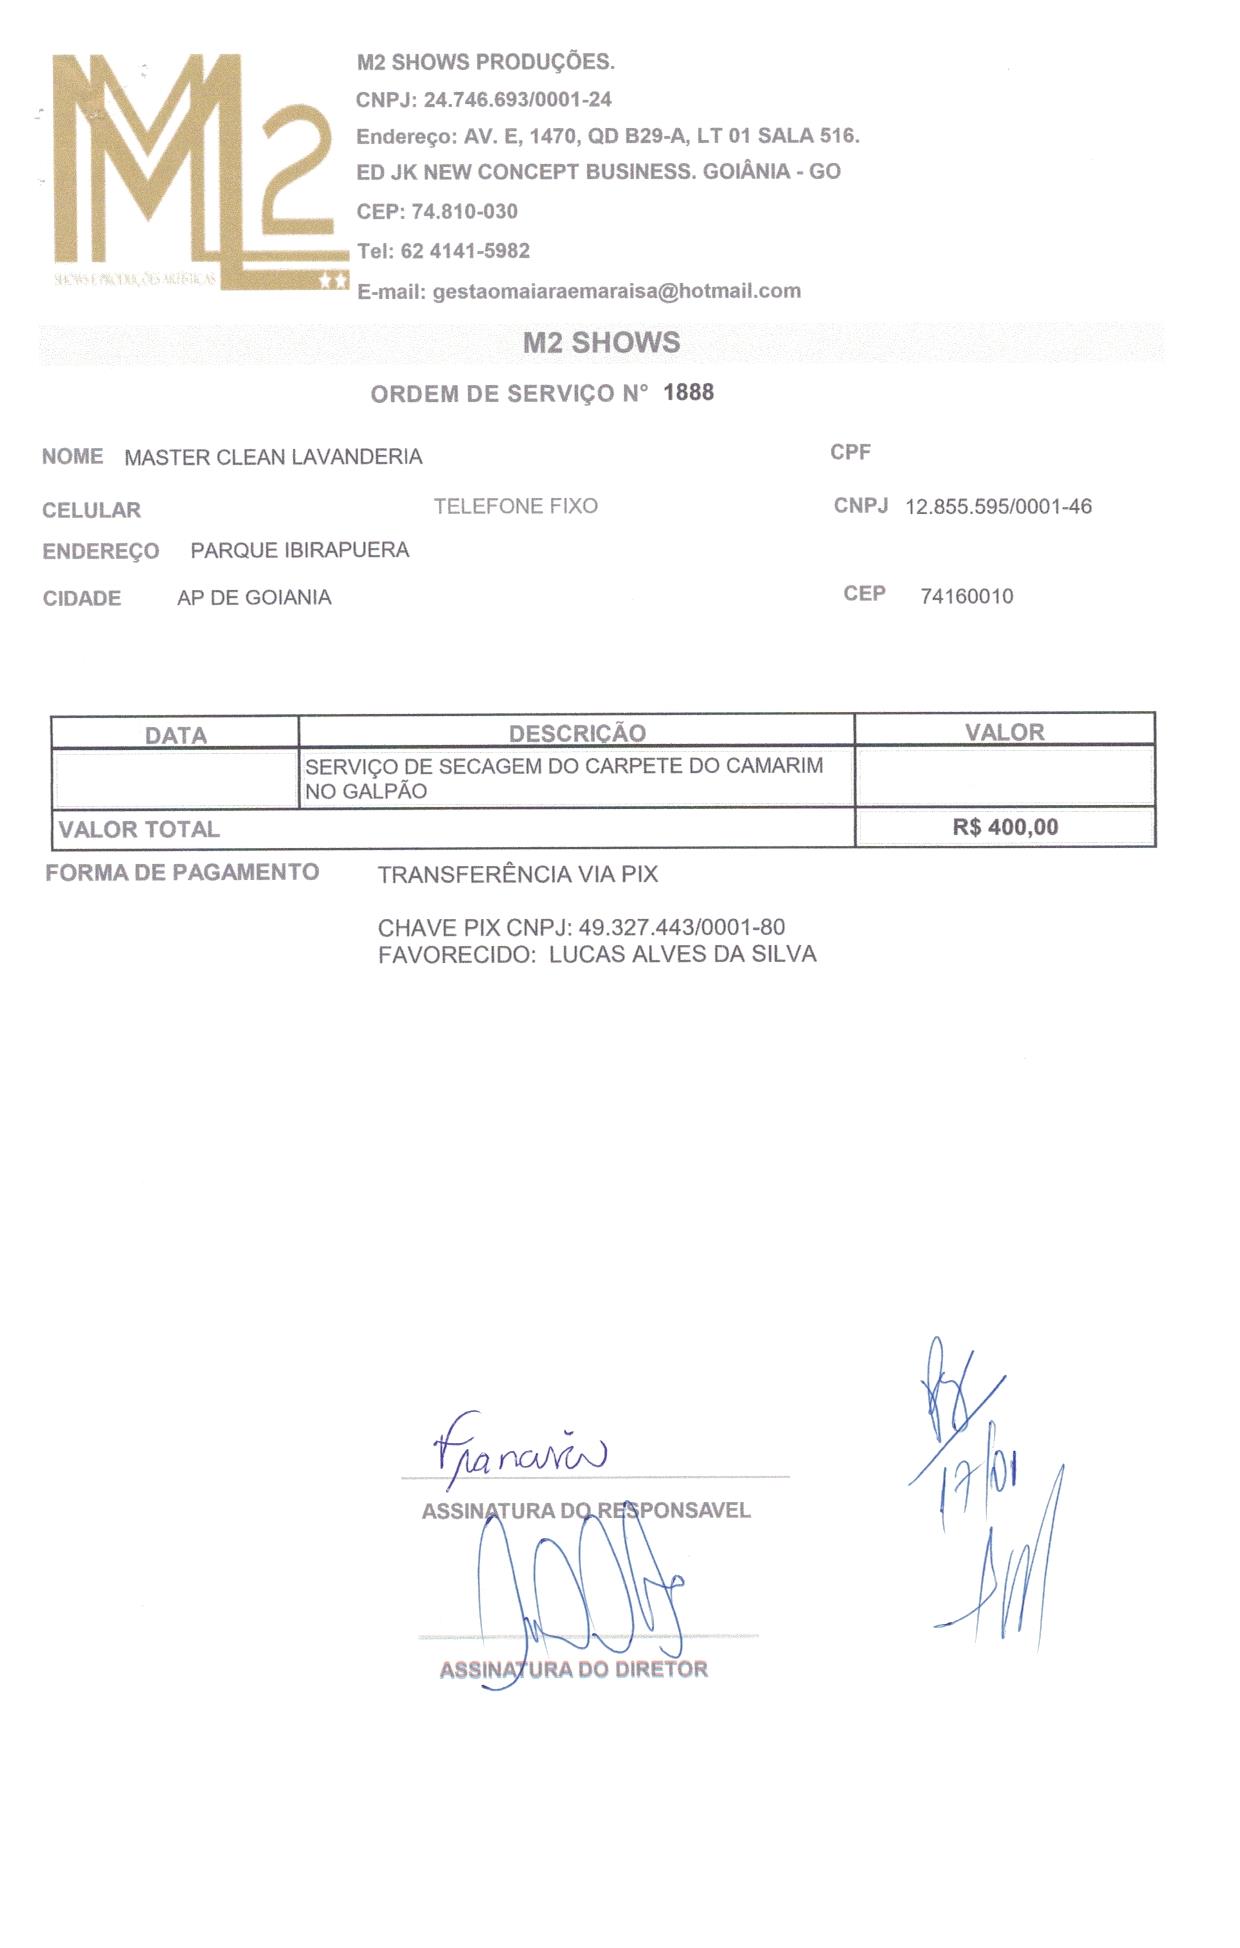 M2 SHOWS PRODUÇÕES.
CNPJ: 24.746.693/0001-24
Endereço: AV. E, 1470, QD B29-A, LT 01 SALA 516.
ED JK NEW CONCEPT BUSINESS. GOIÂNIA - GO
CEP: 74.810-030
Tel: 62 4141-5982
E-mail: gestaomaiaraemaraisa@hotmail.com
M2
SHOWS E PRODUÇÕES ARTÍSTICAS
M2 SHOWS
ORDEM DE SERVIÇO N° 1888
NOME MASTER CLEAN LAVANDERIA CPF
CELULAR TELEFONE FIXO CNPJ 12.855.595/0001-46
ENDEREÇO PARQUE IBIRAPUERA
CIDADE AP DE GOIANIA CEP 74160010
DATA DESCRIÇÃO VALOR
SERVIÇO DE SECAGEM DO CARPETE DO CAMARIM
NO GALPÃO
VALOR TOTAL R$ 400,00
FORMA DE PAGAMENTO TRANSFERÊNCIA VIA PIX
CHAVE PIX CNPJ: 49.327.443/0001-80
FAVORECIDO: LUCAS ALVES DA SILVA
17/01
ASSINATURA DO RESPONSAVEL
ASSINATURA DO DIRETOR